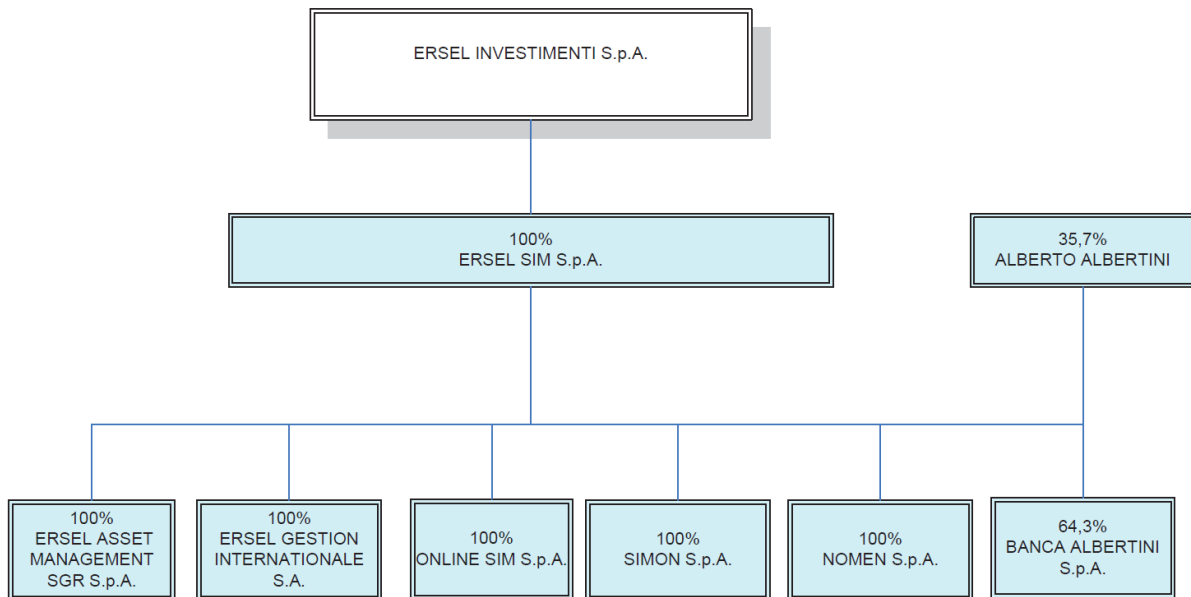 ERSEL INVESTIMENTI S.p.A.
100%
ERSEL SIM S.p.A.
35,7%
ALBERTO ALBERTINI
100%
ERSEL ASSET
MANAGEMENT
SGR S.p.A.
100%
ERSEL GESTION
INTERNATIONALE
S.A.
100%
ONLINE SIM S.p.A.
100%
SIMON S.p.A.
100%
NOMEN S.p.A.
64,3%
BANCA ALBERTINI
S.p.A.